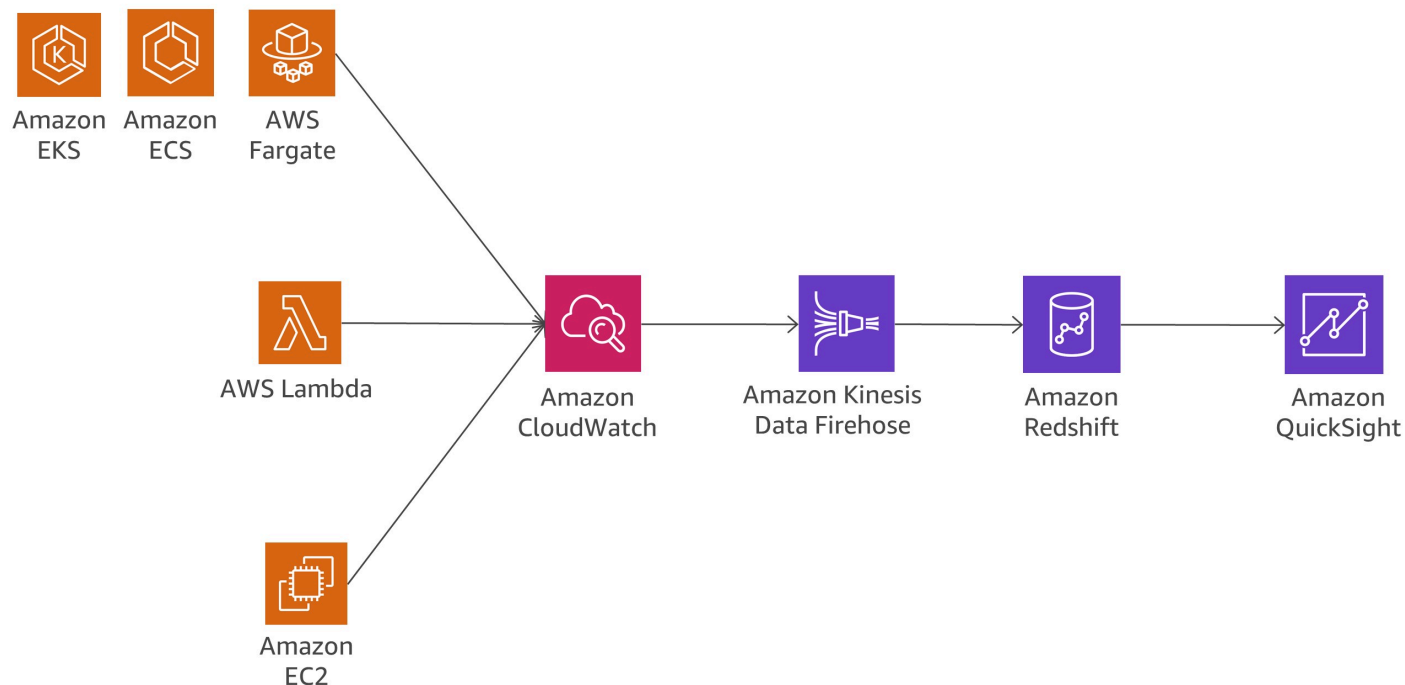 K
Amazon
EKS
Amazon
ECS
AWS
Fargate
AWS Lambda
Amazon
CloudWatch
Amazon Kinesis
Data Firehose
Amazon
Redshift
Amazon
QuickSight
Amazon
EC2